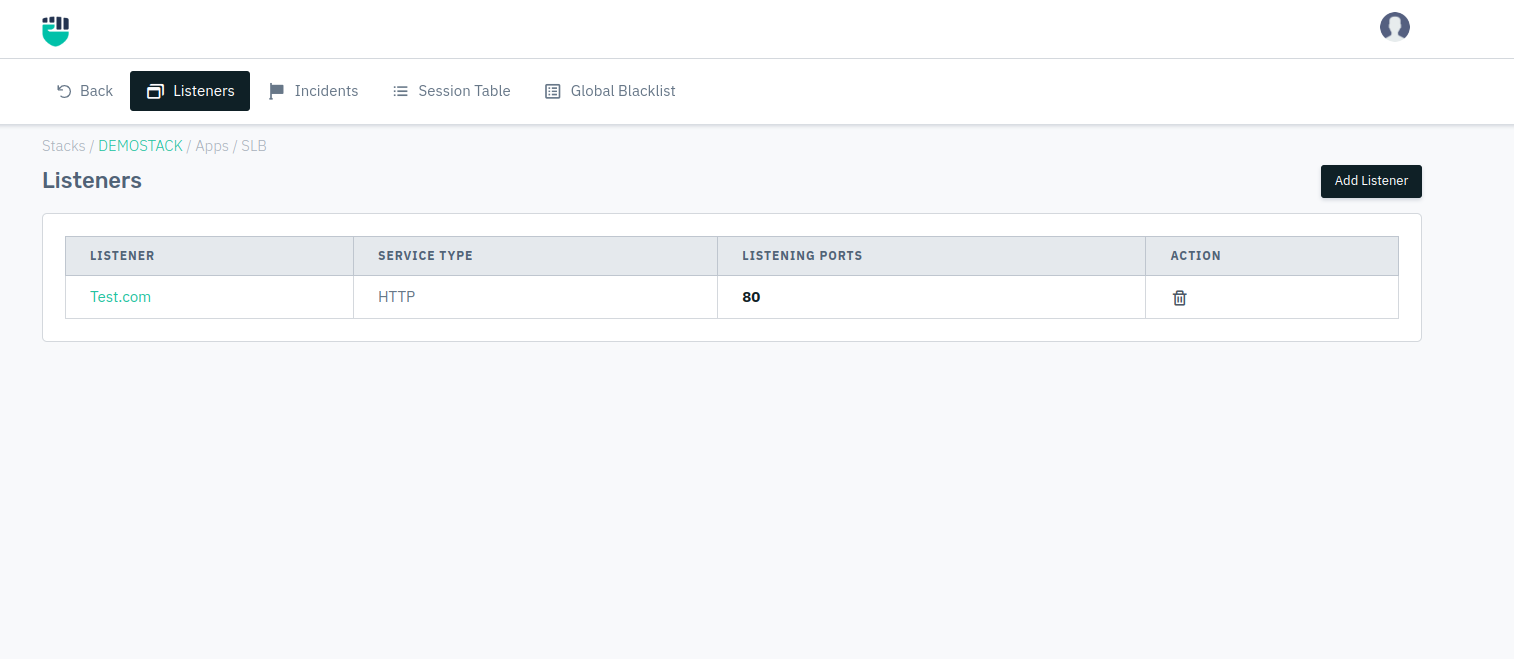 Back Listeners Incidents Session Table Global Blacklist
Stacks / DEMOSTACK / Apps / SLB
Listeners
Add Listener
LISTENER SERVICE TYPE LISTENING PORTS ACTION
Test.com HTTP 80